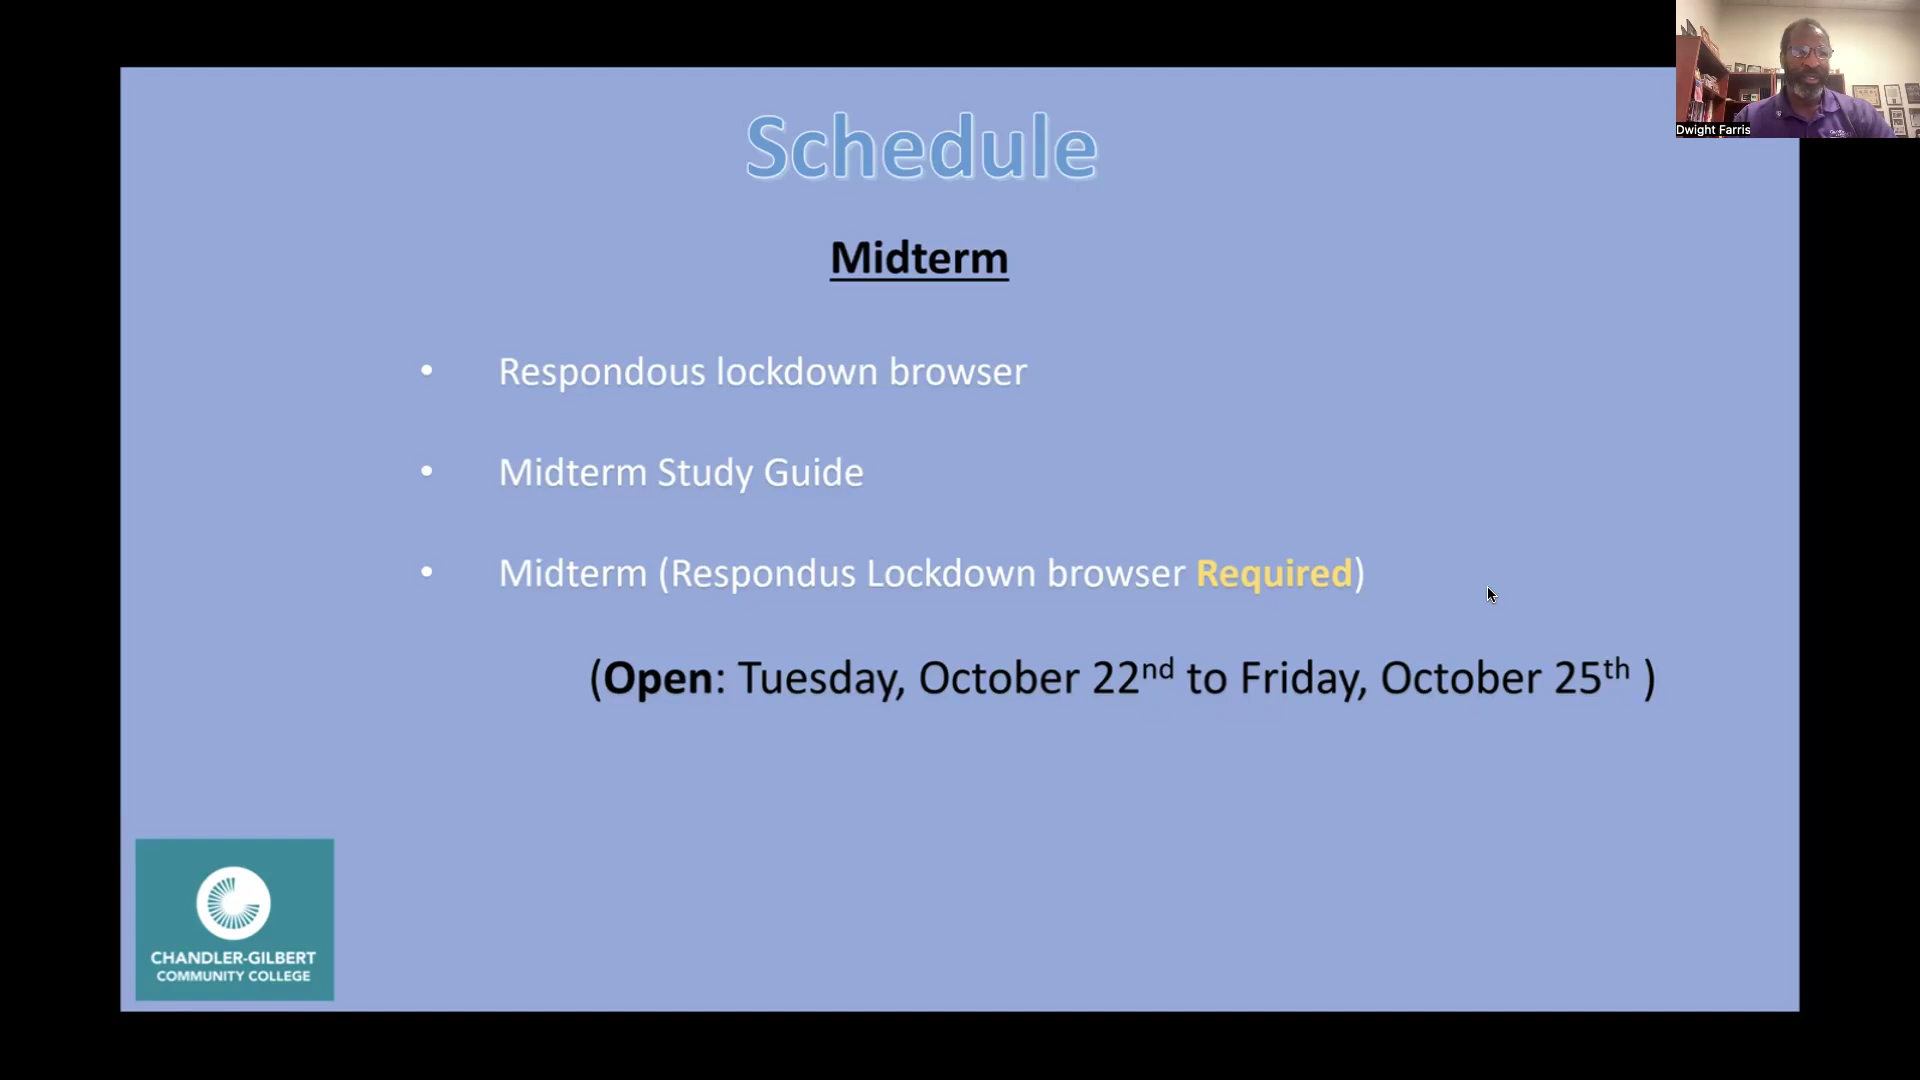 Schedule
Dwight Farris
Midterm
• Respondous lockdown browser
• Midterm Study Guide
• Midterm (Respondus Lockdown browser Required)
(Open: Tuesday, October 22nd to Friday, October 25th )
CHANDLER-GILBERT
COMMUNITY COLLEGE